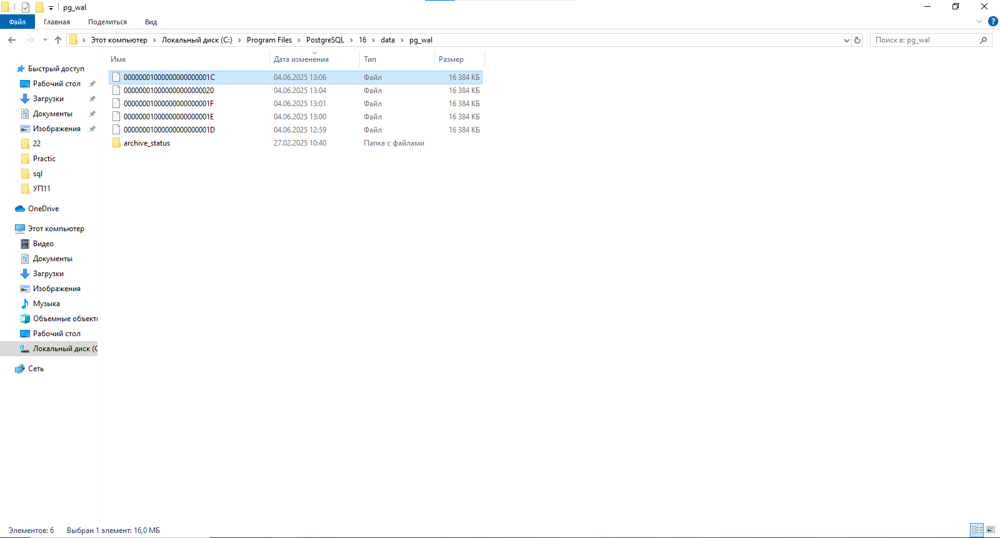 pg_wal
Файл Главная Поделиться Вид
Этот компьютер Локальный диск (C:) Program Files PostgreSQL 16 data pg_wal
Поиск в: pg_wal
Имя Дата изменения Тип Размер
00000001000000000000001C 04.06.2025 13:06 Файл 16 384 КБ
000000010000000000000020 04.06.2025 13:04 Файл 16 384 КБ
00000001000000000000001F 04.06.2025 13:01 Файл 16 384 КБ
00000001000000000000001E 04.06.2025 13:00 Файл 16 384 КБ
00000001000000000000001D 04.06.2025 12:59 Файл 16 384 КБ
archive_status 27.02.2025 10:40 Папка с файлами
Быстрый доступ
Рабочий стол
Загрузки
Документы
Изображения
22
Practic
sql
УП11
OneDrive
Этот компьютер
Видео
Документы
Загрузки
Изображения
Музыка
Объемные объект
Рабочий стол
Локальный диск (C
Сеть
Элементов: 6 Выбран 1 элемент: 16,0 МБ